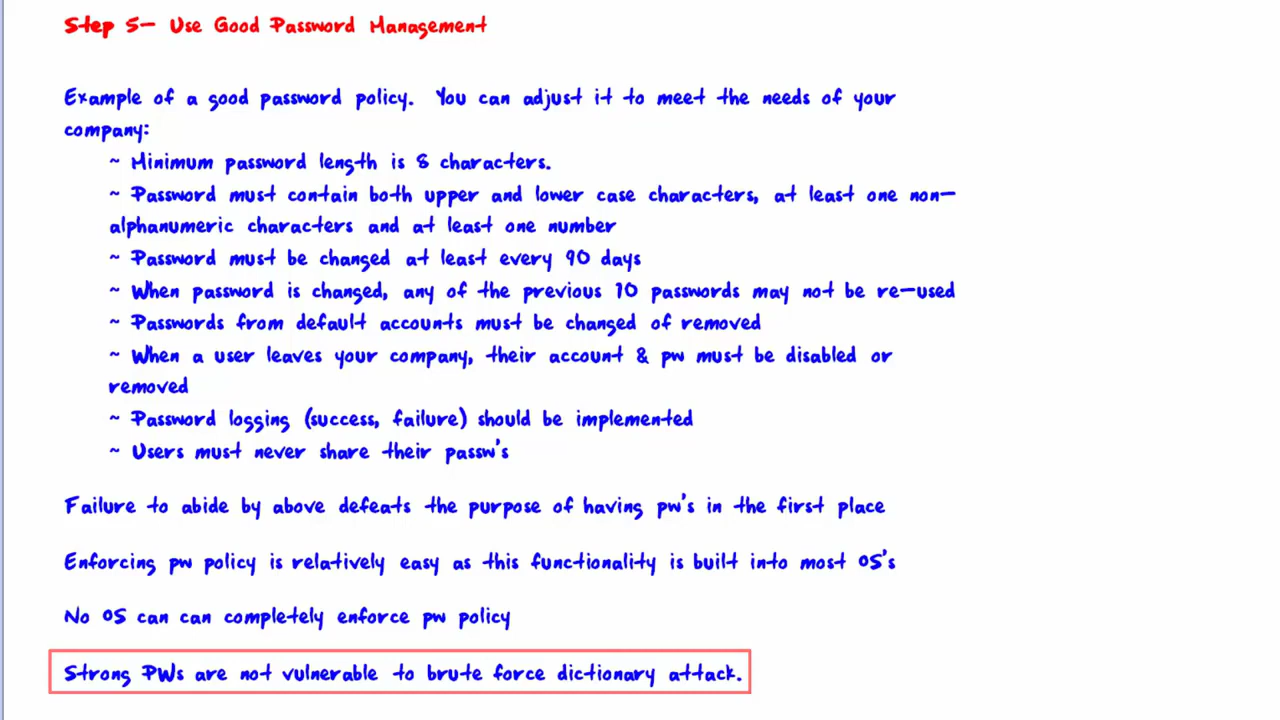 Step 5- Use Good Password Management
Example of a good password policy. You can adjust it to meet the needs of your
company:
~ Minimum password length is 8 characters.
~ Password must contain both upper and lower case characters, at least one non-
alphanumeric characters and at least one number
~ Password must be changed at least every 90 days
~ When password is changed, any of the previous 10 passwords may not be re-used
~ Passwords from default accounts must be changed of removed
~ When a user leaves your company, their account & pw must be disabled or
removed
~ Password logging (success, failure) should be implemented
~ Users must never share their passw's
Failure to abide by above defeats the purpose of having pw's in the first place
Enforcing pw policy is relatively easy as this functionality is built into most OS's
No OS can can completely enforce pw policy
Strong PWs are not vulnerable to brute force dictionary attack.